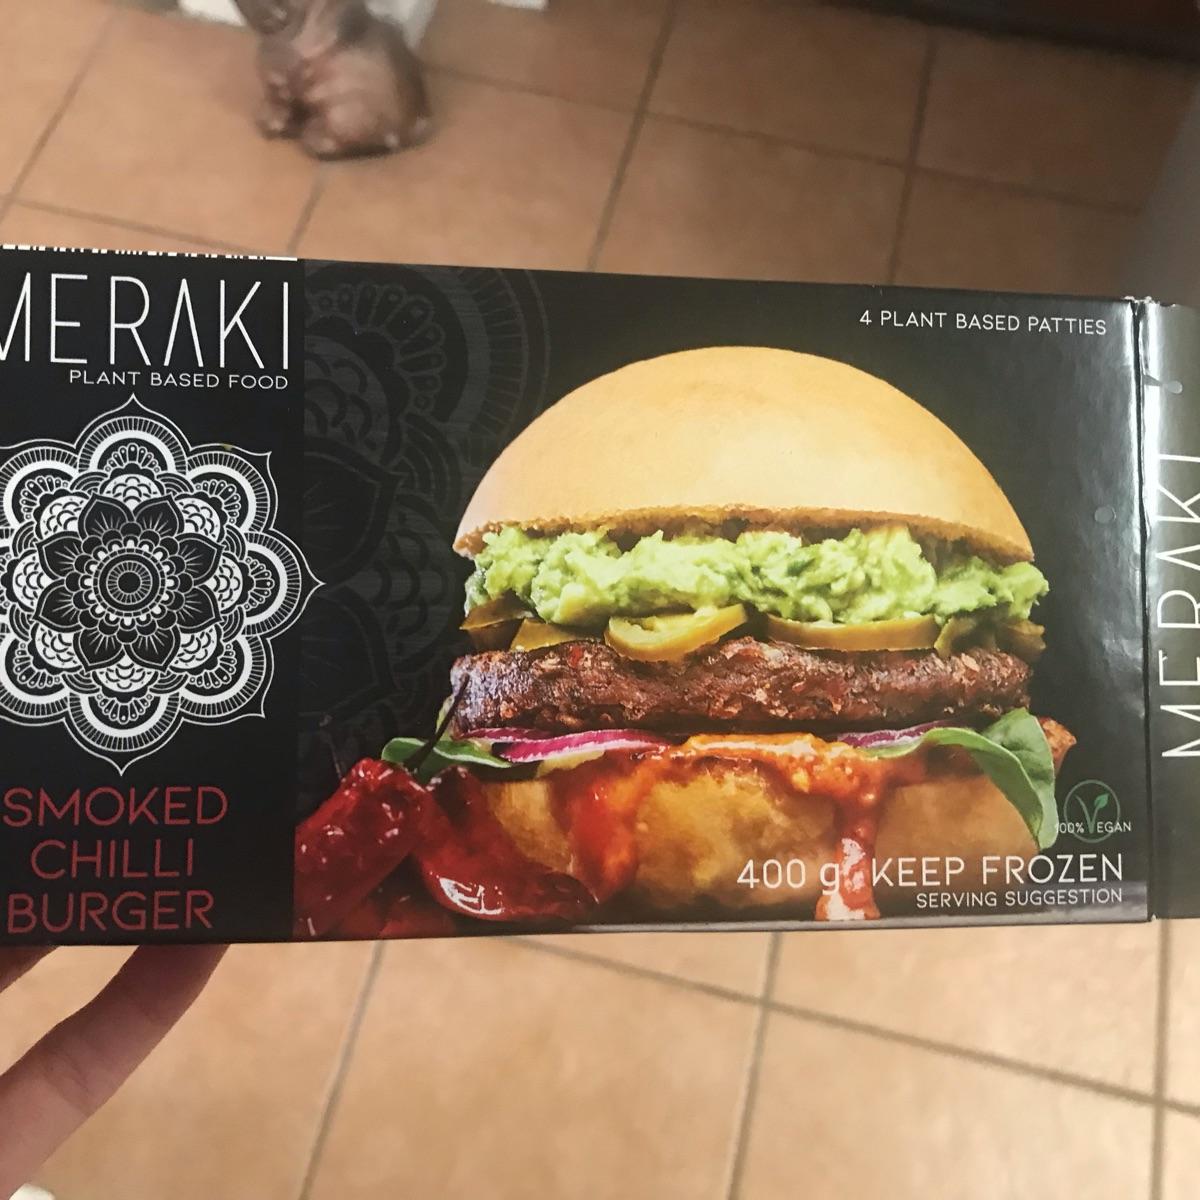 MERAKI
PLANT BASED FOOD
SMOKED
CHILLI
BURGER
4 PLANT BASED PATTIES
100% VEGAN
400 g KEEP FROZEN
SERVING SUGGESTION
MERAKI